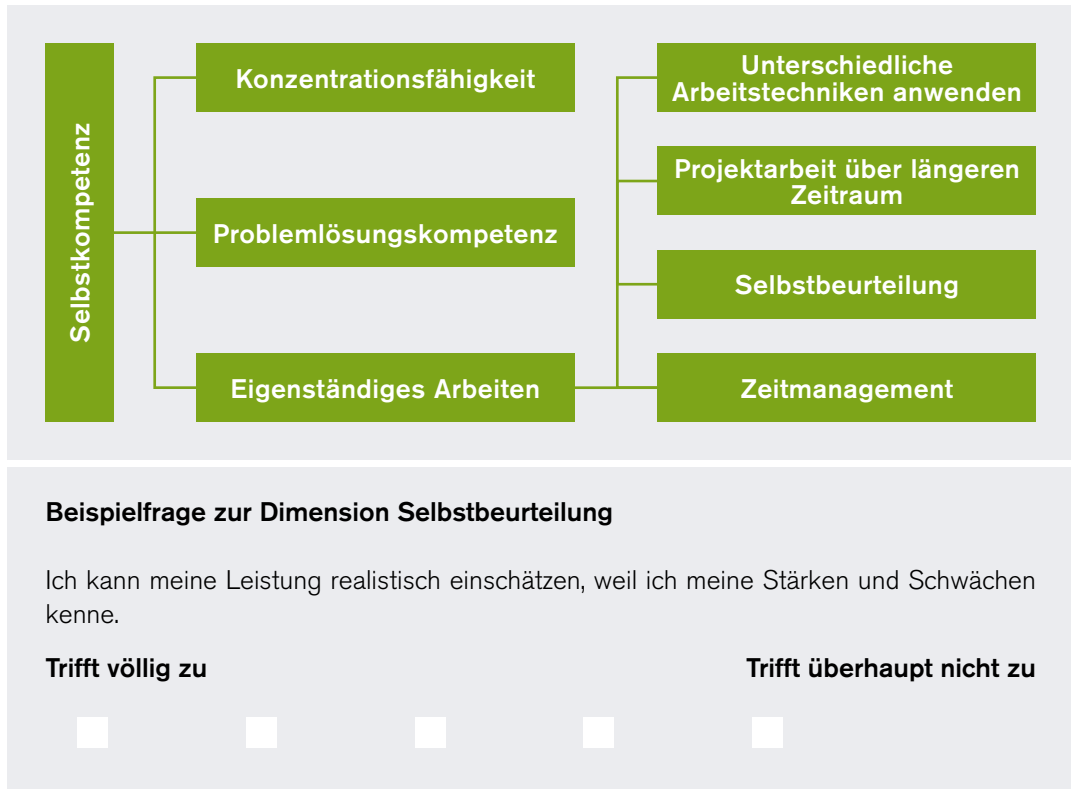 Selbstkompetenz
Konzentrationsfähigkeit
Problemlösungskompetenz
Eigenständiges Arbeiten
Unterschiedliche
Arbeitstechniken anwenden
Projektarbeit über längeren
Zeitraum
Selbstbeurteilung
Zeitmanagement
Beispielfrage zur Dimension Selbstbeurteilung
Ich kann meine Leistung realistisch einschätzen, weil ich meine Stärken und Schwächen
kenne.
Trifft völlig zu
Trifft überhaupt nicht zu